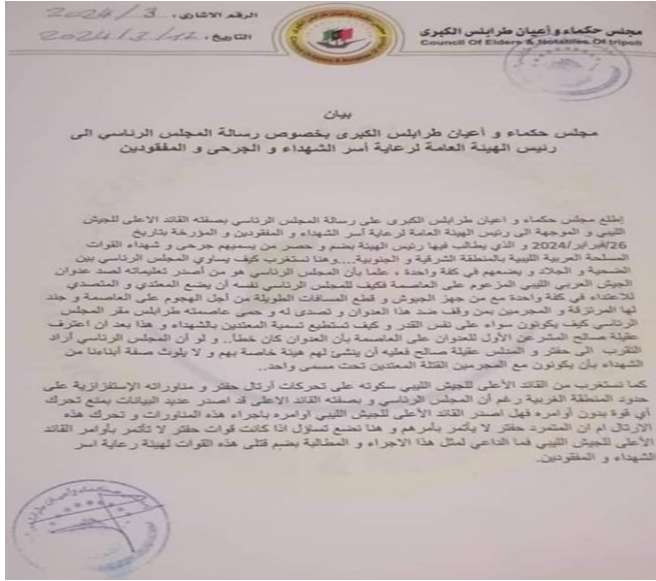 الرقم الاشاري: 2024/3
التاريخ: 2024/3/12
مجلس حكماء و أعيان طرابلس الكبرى
Council Of Elders & Notables Of tripoli
بيان
مجلس حكماء و أعيان طرابلس الكبرى بخصوص رسالة المجلس الرئاسي الى
رئيس الهيئة العامة لرعاية أسر الشهداء و الجرحى و المفقودين
إطلع مجلس حكماء و اعيان طرابلس الكبرى على رسالة المجلس الرئاسي بصفته القائد الاعلى للجيش
الليبي و الموجهة الى رئيس الهيئة العامة لرعاية اسر الشهداء و المفقودين و المؤرخة بتاريخ
26/فبراير/2024 و الذي يطالب فيها رئيس الهيئة بضم و حصر من يسميهم جرحى و شهداء القوات
المسلحة العربية الليبية بالمنطقة الشرقية و الجنوبية....وهنا نستغرب كيف يساوي المجلس الرئاسي بين
الضحية و الجلاد و يضعهم في كفة واحدة ، علما بأن المجلس الرئاسي هو من أصدر تعليماته لصد عدوان
الجيش العربي الليبي المزعوم على العاصمة فكيف للمجلس الرئاسي نفسه ان يضع المعتدي و المتصدي
للاعتداء في كفة واحدة مع من جهز الجيوش و قطع المسافات الطويلة من أجل الهجوم على العاصمة و جند
لها المرتزقة و المجرمين بمن وقف ضد هذا العدوان و تصدى له و حمى عاصمته طرابلس مقر المجلس
الرئاسي كيف يكونون سواء على نفس القدر و كيف تستطيع تسمية المعتدين بالشهداء و هذا بعد ان اعترف
عقيلة صالح المشرعن الأول للعدوان على العاصمة بأن العدوان كان خطأ.. و لو أن المجلس الرئاسي أراد
التقرب الى حفتر و المدلس عقيلة صالح فعليه أن ينشئ لهم هيئة خاصة بهم و لا يلوث صفة أبناءنا من
الشهداء بأن يكونو مع المجرمين القتلة المعتدين تحت مسمى واحد..
كما نستغرب من القائد الأعلى للجيش الليبي سكوته على تحركات أرتال حفتر و مناوراته الإستفزازية على
حدود المنطقة الغربية رغم أن المجلس الرئاسي و بصفته القائد الاعلى قد اصدر عديد البيانات بمنع تحرك
أي قوة بدون أوامره فهل اصدر القائد الأعلى للجيش الليبي اوامره باجراء هذه المناورات و تحرك هذه
الارتال ام ان المتمرد حفتر لا يأتمر بأمرهم و هنا نضع تساؤل اذا كانت قوات حفتر لا تأتمر بأوامر القائد
الأعلى للجيش الليبي فما الداعي لمثل هذا الاجراء و المطالبة بضم قتلى هذه القوات لهيئة رعاية اسر
الشهداء و المفقودين.